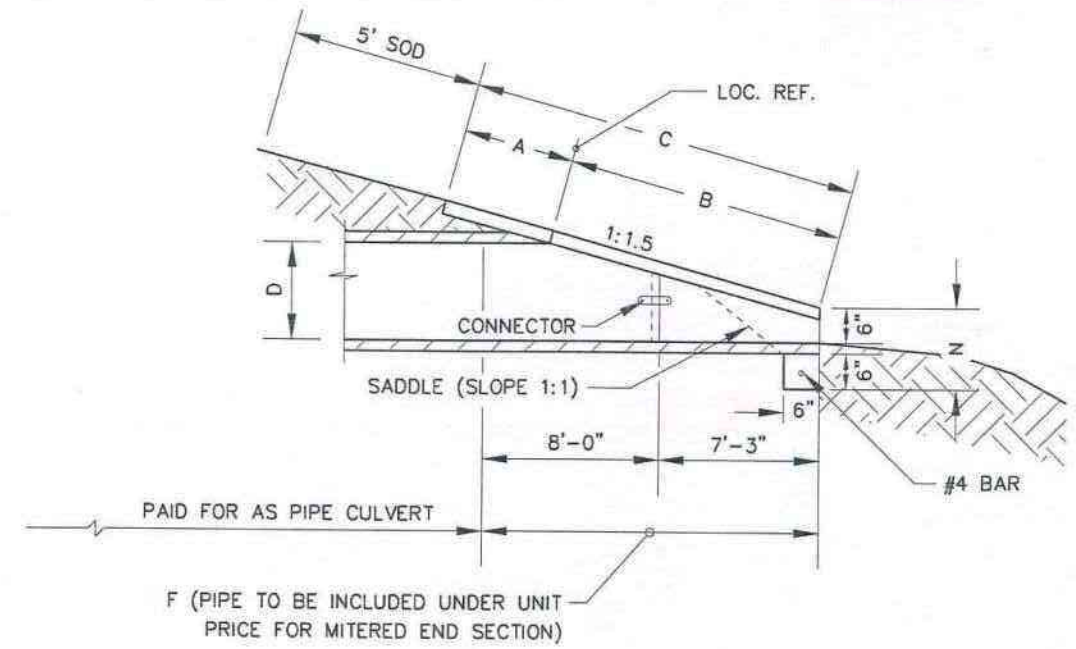 5' SOD
LOC. REF.
A
C
B
1:1.5
D
CONNECTOR
6"
N
SADDLE (SLOPE 1:1)
6"
6"
8'-0"
7'-3"
#4 BAR
PAID FOR AS PIPE CULVERT
F (PIPE TO BE INCLUDED UNDER UNIT
PRICE FOR MITERED END SECTION)